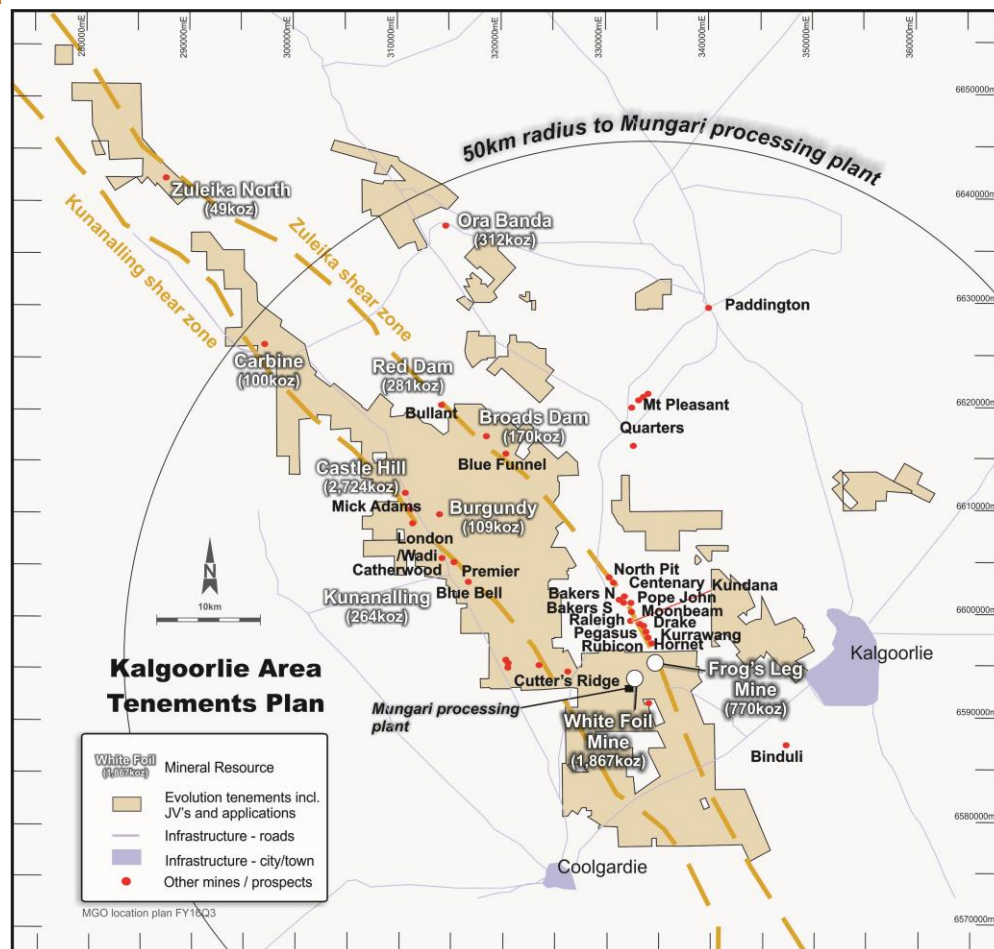 280000mE
290000mE
300000mE
310000mE
320000mE
330000mE
340000mE
350000mE
360000mE
6650000m
50km radius to Mungari processing plant
Zuleika North
(49koz)
6640000m
Kunanalling shear zone
Zuleika shear zone
Ora Banda
(312koz)
6630000m
Paddington
Carbine
(100koz)
Red Dam
(281koz)
Bullant
6620000m
Mt Pleasant
Broads Dam
(170koz)
Quarters
Blue Funnel
Castle Hill
(2,724koz)
Mick Adams
6610000m
Burgundy
(109koz)
London
/Wadi
Catherwood
Premier
Blue Bell
Kunanalling
(264koz)
N
10km
North Pit
Centenary
Kundana
Bakers N
Pope John
Bakers S
Moonbeam
6600000m
Raleigh
Drake
Pegasus
Kurrawang
Rubicon
Hornet
Kalgoorlie
Kalgoorlie Area
Tenements Plan
Cutter's Ridge
Frog's Leg
Mine
(770koz)
Mungari processing
plant
White Foil
Mine
(1,867koz)
6590000m
Binduli
White Foil
(1,867koz)
Mineral Resource
Evolution tenements incl.
JV's and applications
Infrastructure - roads
Infrastructure - city/town
Other mines / prospects
6580000m
Coolgardie
MGO location plan FY16Q3
6570000m